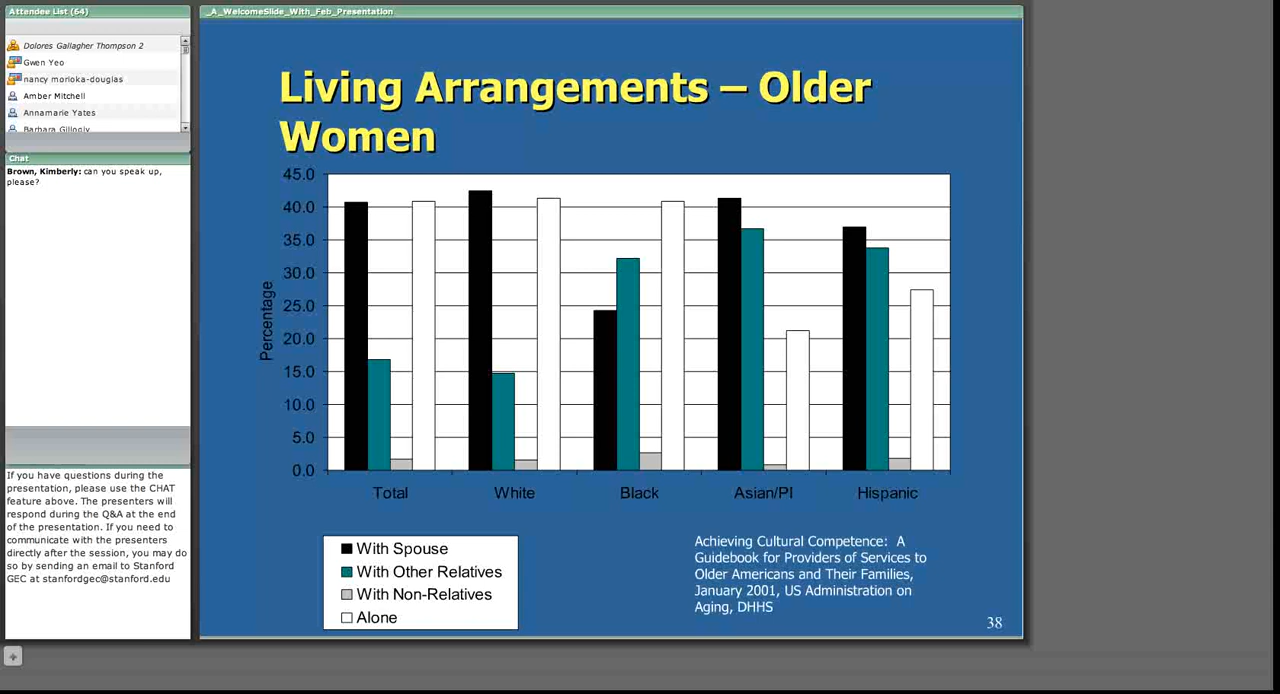 Attendee List (64)
Dolores Gallagher Thompson 2
Gwen Yeo
nancy morioka-douglas
Amber Mitchell
Annamarie Yates
Barbara Gillogly
Chat
Brown, Kimberly: can you speak up,
please?
If you have questions during the
presentation, please use the CHAT
feature above. The presenters will
respond during the Q&A at the end
of the presentation. If you need to
communicate with the presenters
directly after the session, you may do
so by sending an email to Stanford
GEC at stanfordgec@stanford.edu
_A_WelcomeSlide_With_Feb_Presentation
Living Arrangements – Older
Women
Percentage
45.0
40.0
35.0
30.0
25.0
20.0
15.0
10.0
5.0
0.0
Total White Black Asian/PI Hispanic
With Spouse
With Other Relatives
With Non-Relatives
Alone
Achieving Cultural Competence: A
Guidebook for Providers of Services to
Older Americans and Their Families,
January 2001, US Administration on
Aging, DHHS
38